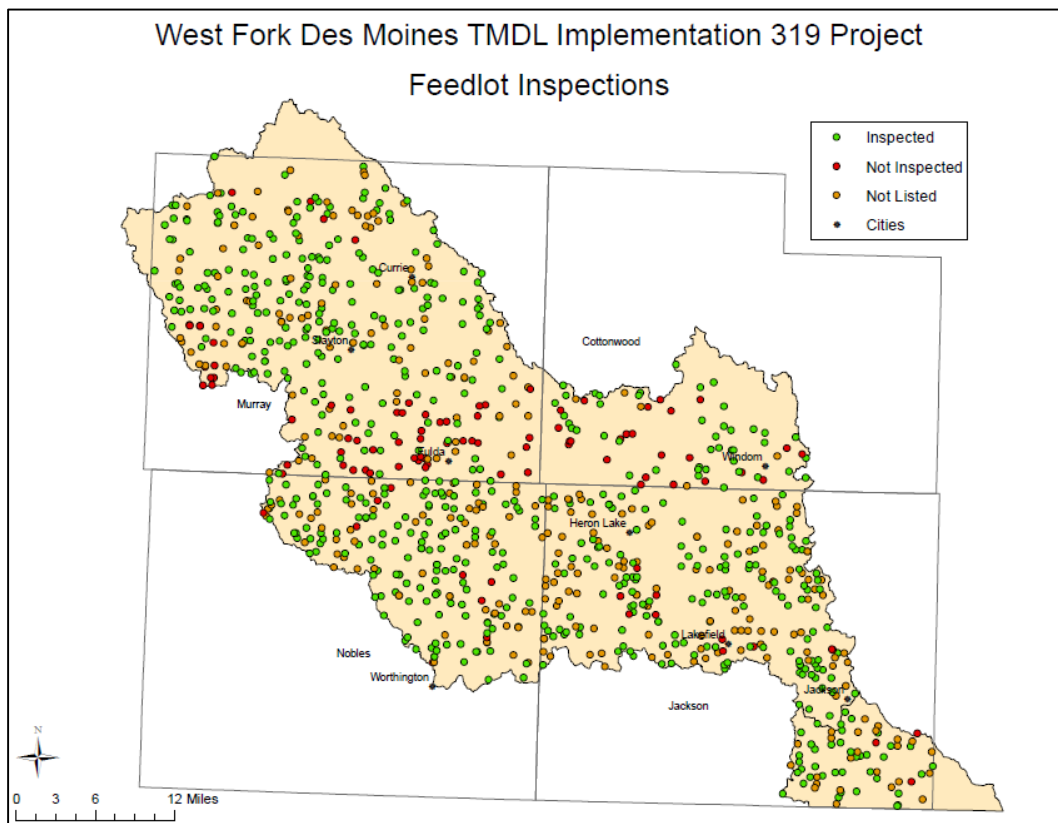 West Fork Des Moines TMDL Implementation 319 Project
Feedlot Inspections
Inspected
Not Inspected
Not Listed
Cities
Currie
Slayton
Cottonwood
Murray
Fulda
Windom
Heron Lake
Lakefield
Nobles
Worthington
Jackson
Jackson
N
0 3 6 12 Miles